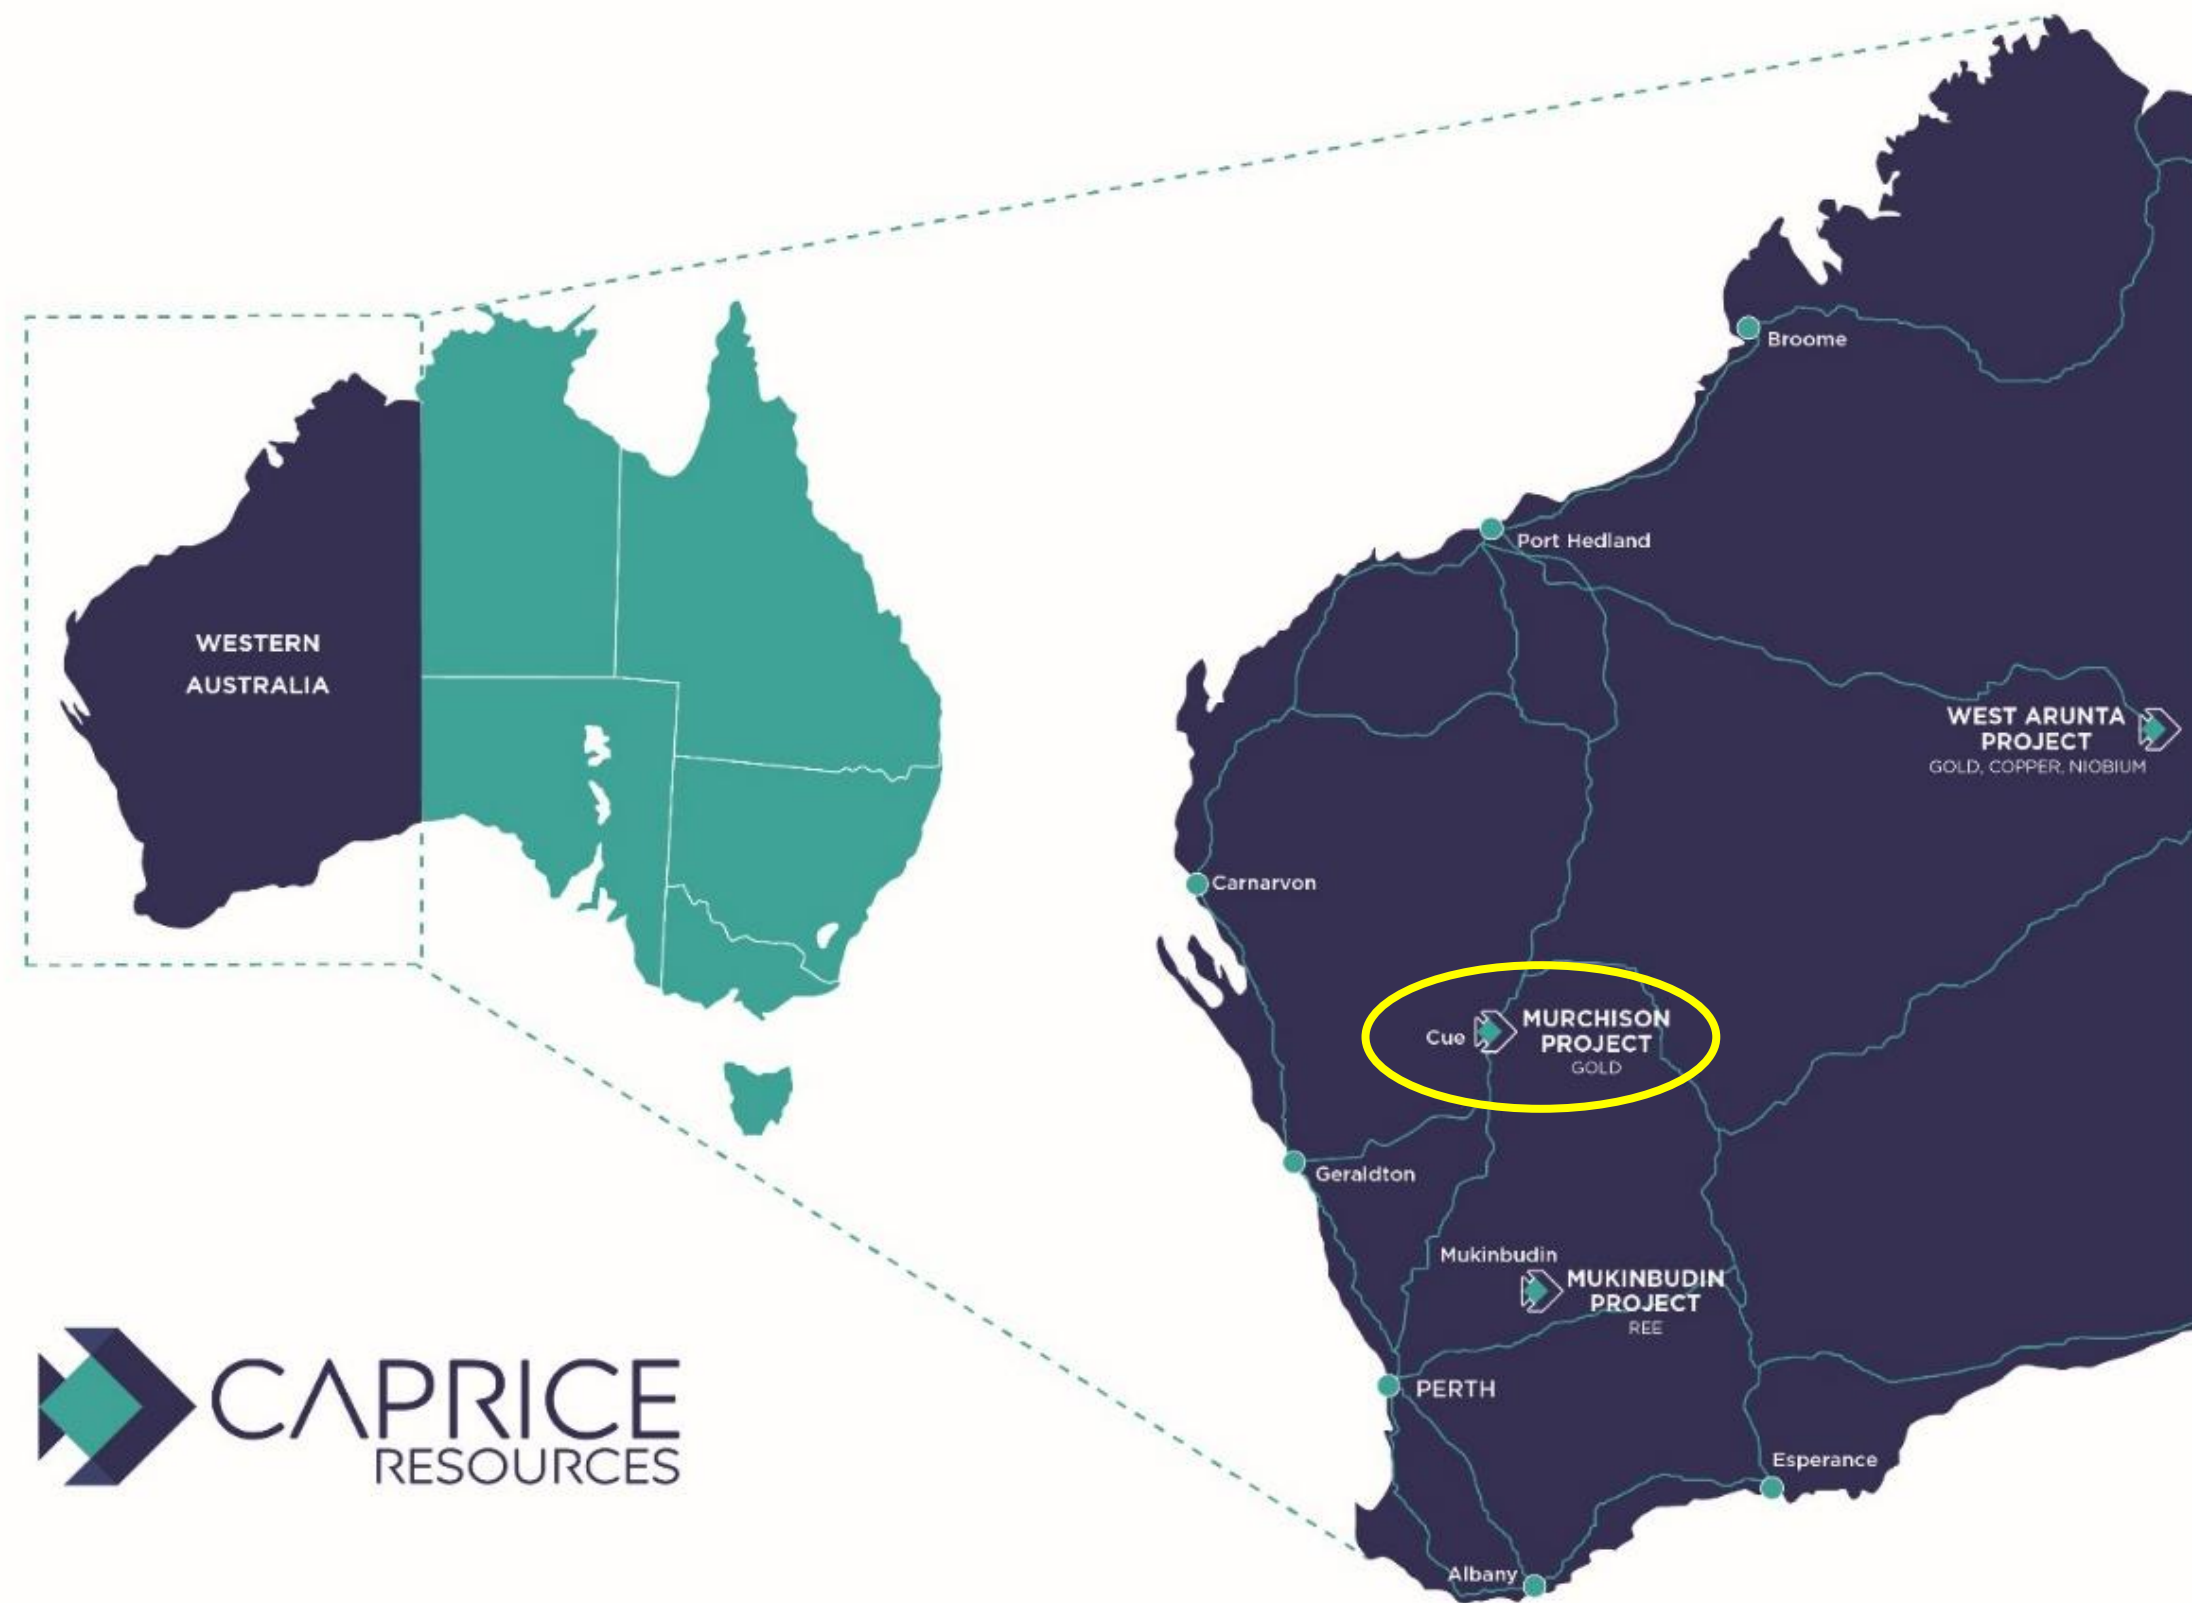 WESTERN
AUSTRALIA
Broome
Port Hedland
WEST ARUNTA
PROJECT
GOLD, COPPER, NIOBIUM
Carnarvon
Cue
MURCHISON
PROJECT
GOLD
Geraldton
Mukinbudin
MUKINBUDIN
PROJECT
REE
PERTH
Esperance
Albany
CAPRICE
RESOURCES